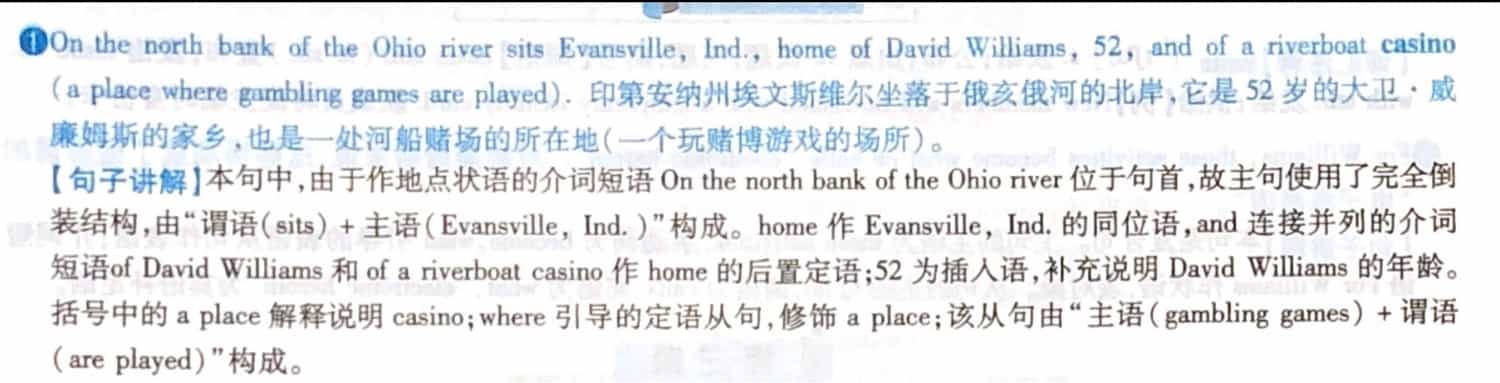 ❶On the north bank of the Ohio river sits Evansville, Ind., home of David Williams, 52, and of a riverboat casino
(a place where gambling games are played). 印第安纳州埃文斯维尔坐落于俄亥俄河的北岸,它是 52 岁的大卫·威
廉姆斯的家乡,也是一处河船赌场的所在地(一个玩赌博游戏的场所)。
【句子讲解】本句中,由于作地点状语的介词短语 On the north bank of the Ohio river 位于句首,故主句使用了完全倒
装结构,由“谓语(sits) + 主语(Evansville, Ind.)”构成。home 作 Evansville, Ind. 的同位语,and 连接并列的介词
短语of David Williams 和 of a riverboat casino 作 home 的后置定语;52 为插入语,补充说明 David Williams 的年龄。
括号中的 a place 解释说明 casino;where 引导的定语从句,修饰 a place;该从句由“主语(gambling games) + 谓语
(are played)”构成。